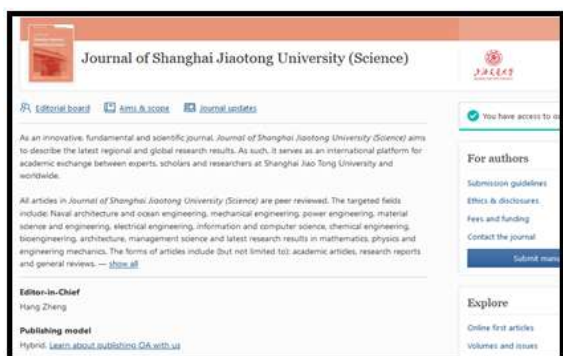 Journal of Shanghai Jiaotong University (Science)
Editorial board Aims & scope Journal updates
As an innovative, fundamental and scientific journal, Journal of Shanghai Jiaotong University (Science) aims
to describe the latest regional and global research results. As such, it serves as an international platform for
academic exchange between experts, scholars and researchers at Shanghai Jiao Tong University and
worldwide.
All articles in Journal of Shanghai Jiaotong University (Science) are peer reviewed. The targeted fields
include: Naval architecture and ocean engineering, mechanical engineering, power engineering, material
science and engineering, electrical engineering, information and computer science, chemical engineering,
bioengineering, architecture, management science and latest research results in mathematics, physics and
engineering mechanics. The forms of articles include (but not limited to): academic articles, research reports
and general reviews. — show all
Editor-in-Chief
Hang Zheng
Publishing model
Hybrid. Learn about publishing OA with us
You have access to ou
For authors
Submission guidelines
Ethics & disclosures
Fees and funding
Contact the journal
Submit manu
Explore
Online first articles
Volumes and issues